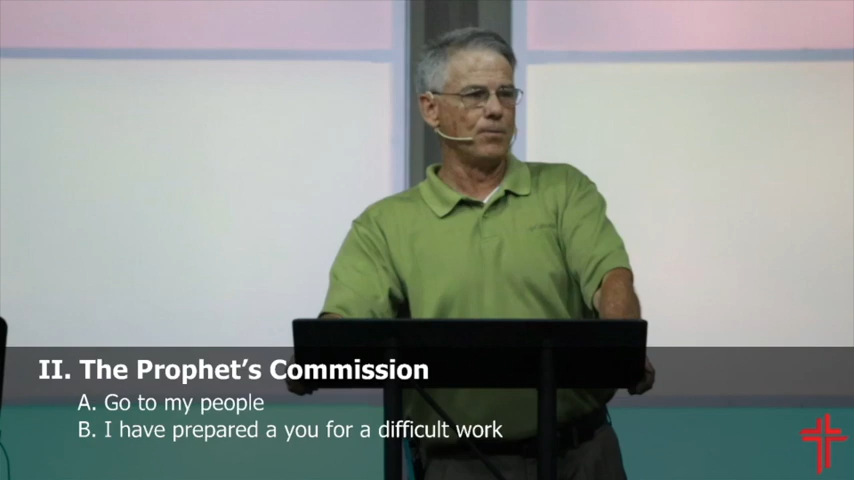 II. The Prophet's Commission
A. Go to my people
B. I have prepared a you for a difficult work